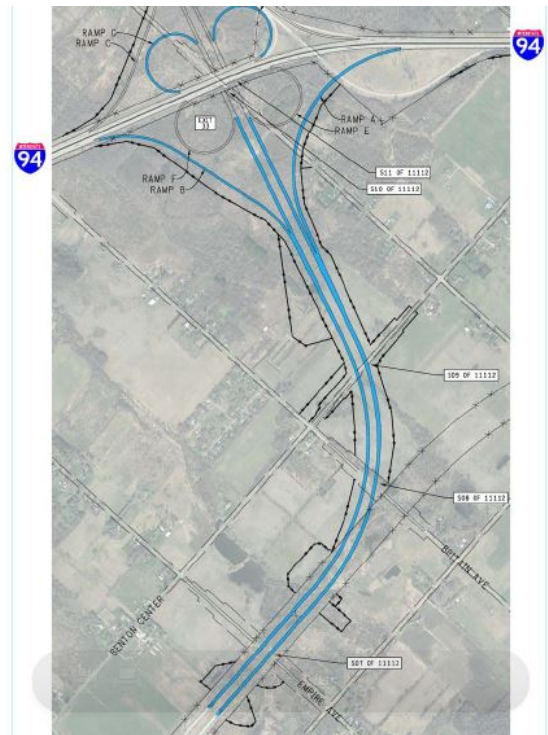 RAMP D
RAMP C
94
EXIT
33
RAMP A
RAMP E
94
S11 OF 11112
RAMP F
RAMP B
S10 OF 11112
S09 OF 11112
S08 OF 11112
BRITAIN AVE
BENTON CENTER
S07 OF 11112
EMPIRE AVE